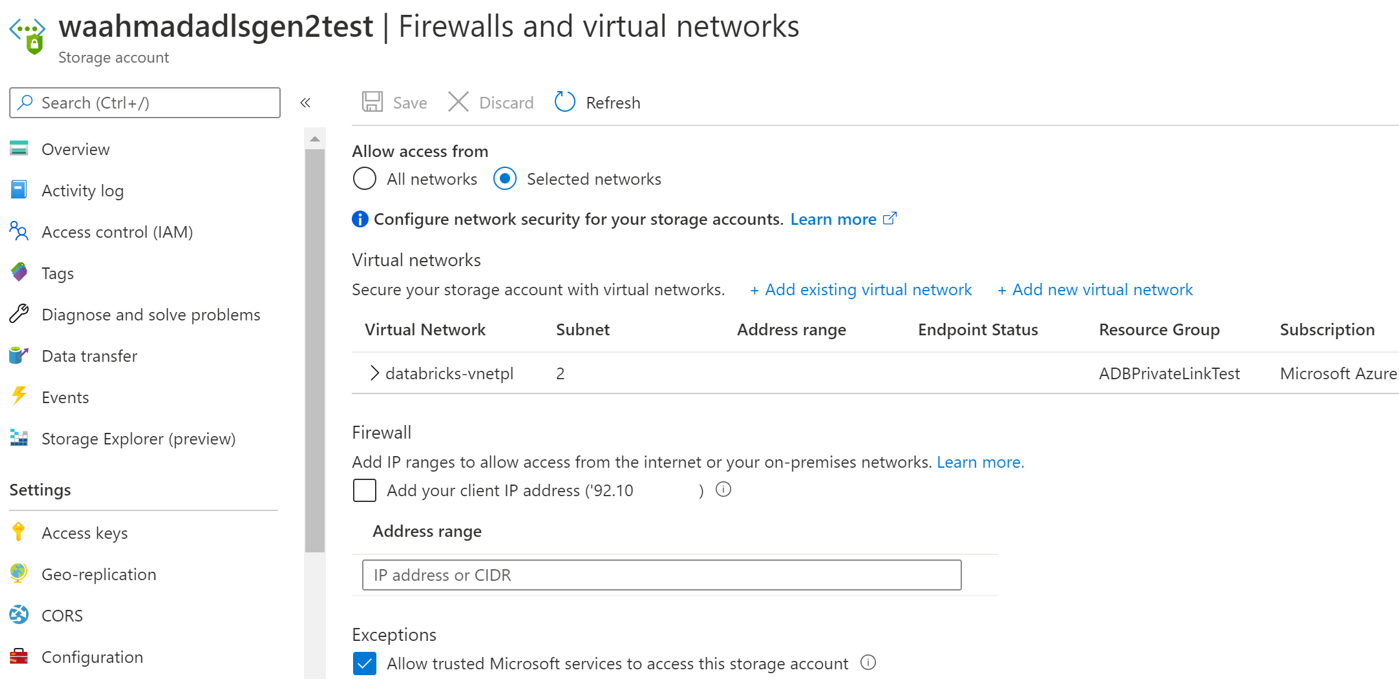 waahmadadlsgen2test | Firewalls and virtual networks
Storage account
Search (Ctrl+/)
«
Overview
Activity log
Access control (IAM)
Tags
Diagnose and solve problems
Data transfer
Events
Storage Explorer (preview)
Settings
Access keys
Geo-replication
CORS
Configuration
Save Discard Refresh
Allow access from
All networks Selected networks
Configure network security for your storage accounts. Learn more
Virtual networks
Secure your storage account with virtual networks. + Add existing virtual network + Add new virtual network
Virtual Network Subnet Address range Endpoint Status Resource Group Subscription
databricks-vnetpl 2 ADBPrivateLinkTest Microsoft Azure
Firewall
Add IP ranges to allow access from the internet or your on-premises networks. Learn more.
Add your client IP address ('92.10 )
Address range
IP address or CIDR
Exceptions
Allow trusted Microsoft services to access this storage account